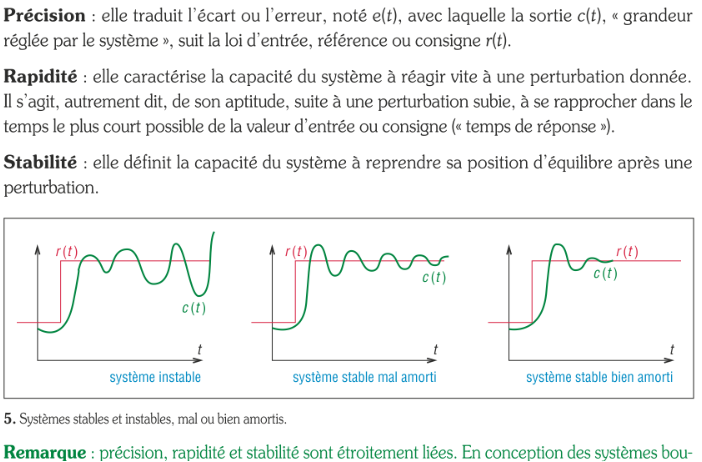 Précision : elle traduit l'écart ou l'erreur, noté e(t), avec laquelle la sortie c(t), « grandeur
réglée par le système », suit la loi d'entrée, référence ou consigne r(t).
Rapidité : elle caractérise la capacité du système à réagir vite à une perturbation donnée.
Il s'agit, autrement dit, de son aptitude, suite à une perturbation subie, à se rapprocher dans le
temps le plus court possible de la valeur d'entrée ou consigne (« temps de réponse »).
Stabilité : elle définit la capacité du système à reprendre sa position d'équilibre après une
perturbation.
r(t)
c(t)
t
système instable
r(t)
c(t)
t
système stable mal amorti
r(t)
c(t)
t
système stable bien amorti
5. Systèmes stables et instables, mal ou bien amortis.
Remarque : précision, rapidité et stabilité sont étroitement liées. En conception des systèmes bou-